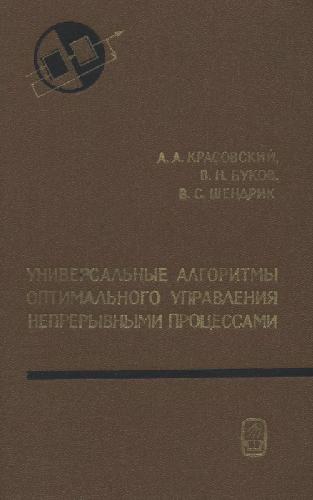 А. А. КРАСОВСКИЙ,
В. Н. БУКОВ,
В. С. ШЕНДРИК
УНИВЕРСАЛЬНЫЕ АЛГОРИТМЫ
ОПТИМАЛЬНОГО УПРАВЛЕНИЯ
НЕПРЕРЫВНЫМИ ПРОЦЕССАМИ